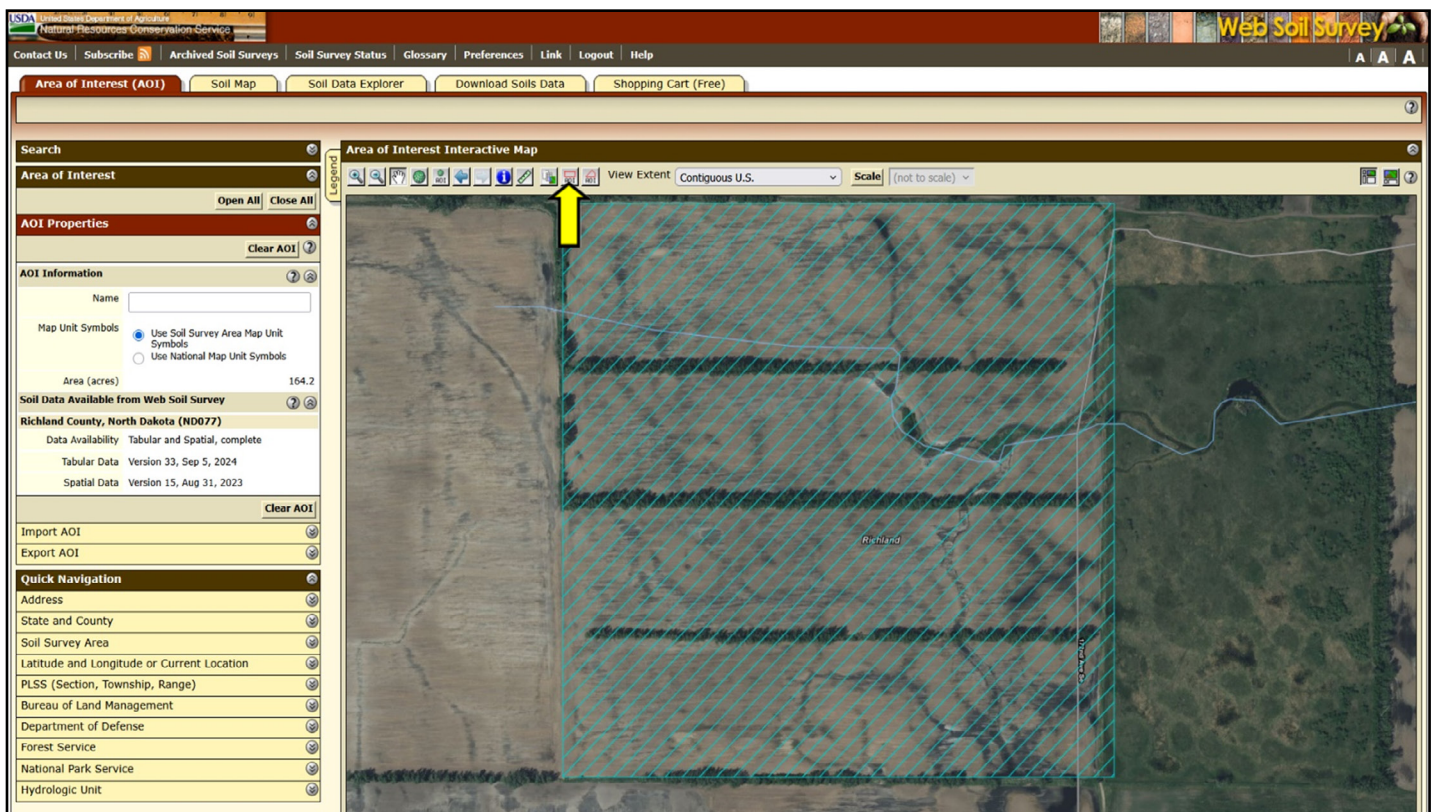 USDA United States Department of Agriculture
Natural Resources Conservation Service
Web Soil Survey
Contact Us | Subscribe | Archived Soil Surveys | Soil Survey Status | Glossary | Preferences | Link | Logout | Help
A A A
Area of Interest (AOI) Soil Map Soil Data Explorer Download Soils Data Shopping Cart (Free)
Search
Area of Interest
Open All Close All
AOI Properties
Clear AOI
AOI Information
Name
Map Unit Symbols
Use Soil Survey Area Map Unit
Symbols
Use National Map Unit Symbols
Area (acres) 164.2
Soil Data Available from Web Soil Survey
Richland County, North Dakota (ND077)
Data Availability Tabular and Spatial, complete
Tabular Data Version 33, Sep 5, 2024
Spatial Data Version 15, Aug 31, 2023
Clear AOI
Import AOI
Export AOI
Quick Navigation
Address
State and County
Soil Survey Area
Latitude and Longitude or Current Location
PLSS (Section, Township, Range)
Bureau of Land Management
Department of Defense
Forest Service
National Park Service
Hydrologic Unit
Legend
Area of Interest Interactive Map
AOI AOI AOI View Extent Contiguous U.S. Scale (not to scale)
Richland
172nd Ave Se